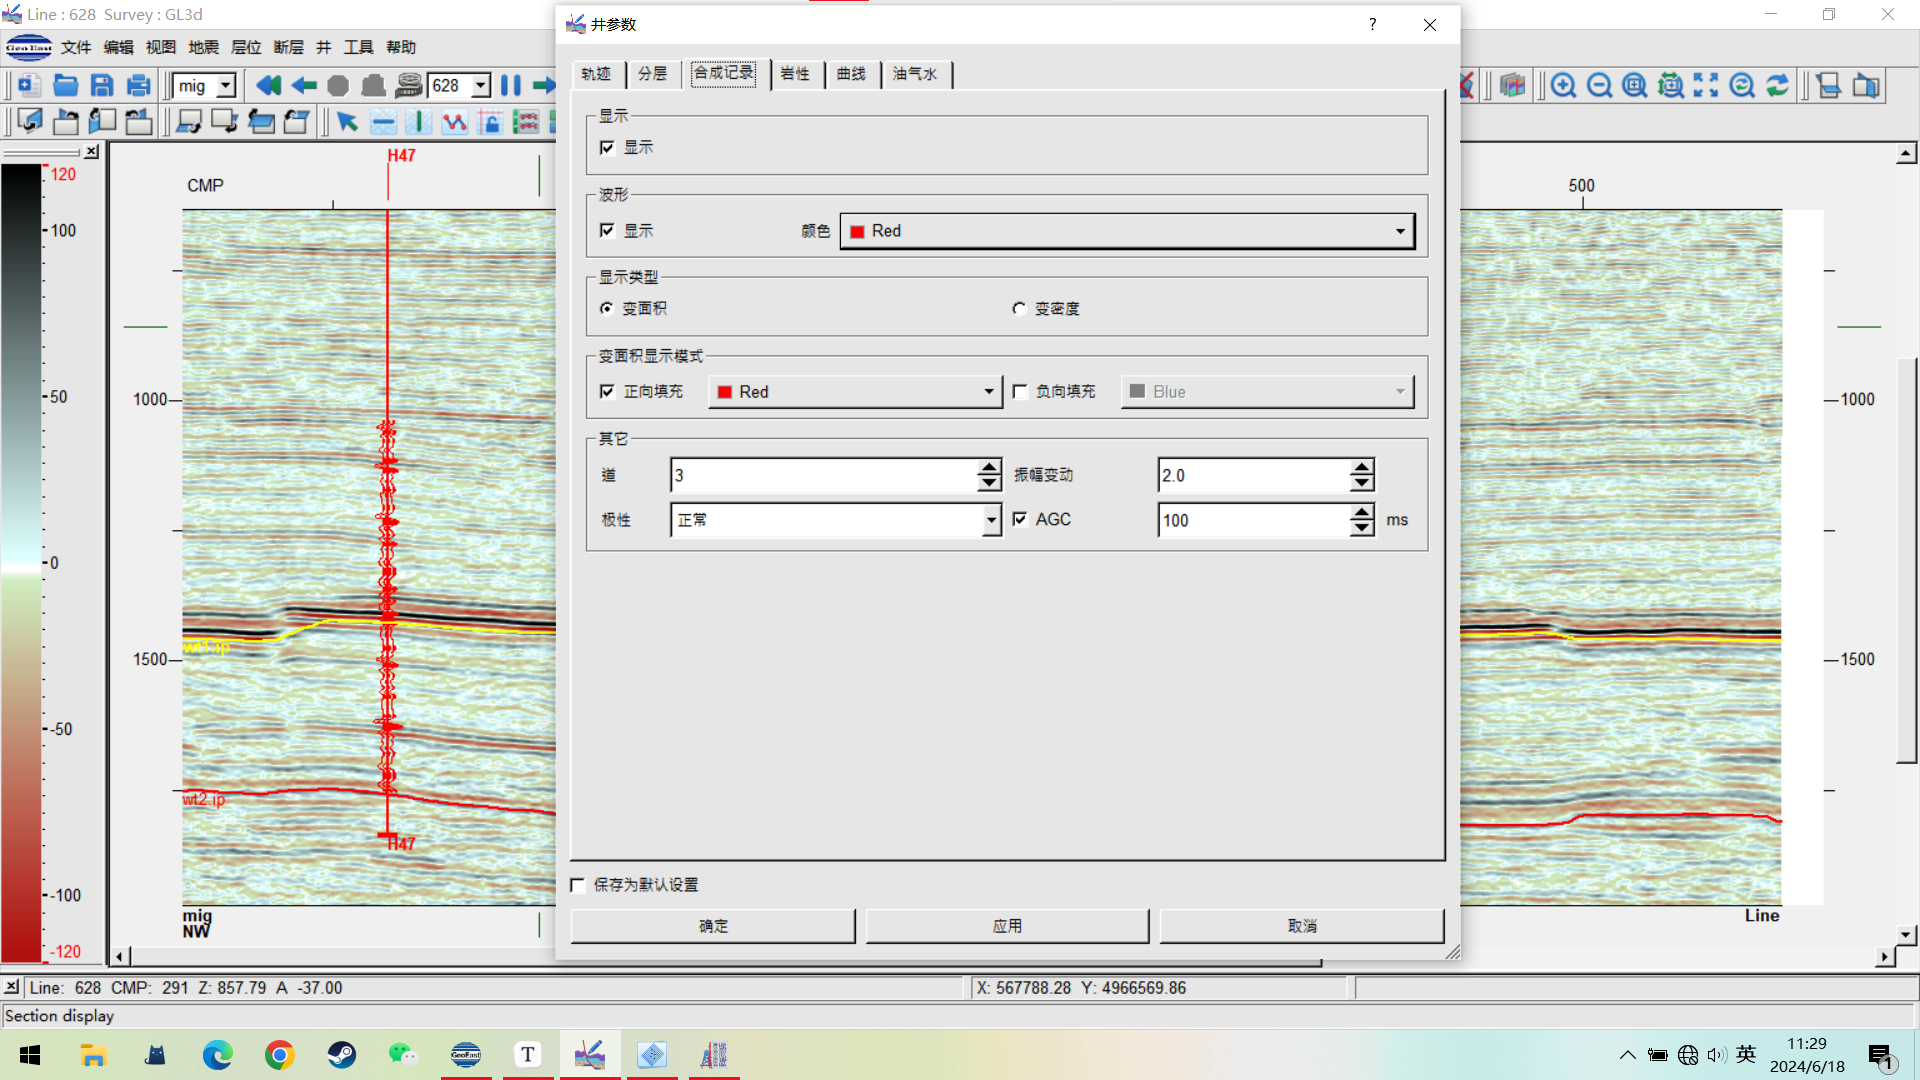 Line : 628  Survey : GL3d
GeoEast 文件 编辑 视图 地震 层位 断层 井 工具 帮助
mig
628
120
100
50
0
-50
-100
-120
CMP
H47
500
1000
1500
wt1.ip
wt2.ip
H47
mig
NW
1000
1500
Line
井参数
?
轨迹 分层 合成记录 岩性 曲线 油气水
显示
显示
波形
显示 颜色 Red
显示类型
变面积 变密度
变面积显示模式
正向填充 Red 负向填充 Blue
其它
道 3 振幅变动 2.0
极性 正常 AGC 100 ms
保存为默认设置
确定 应用 取消
Line: 628 CMP: 291 Z: 857.79 A -37.00
X: 567788.28 Y: 4966569.86
Section display
GeoEast
T
英
11:29
2024/6/18
1